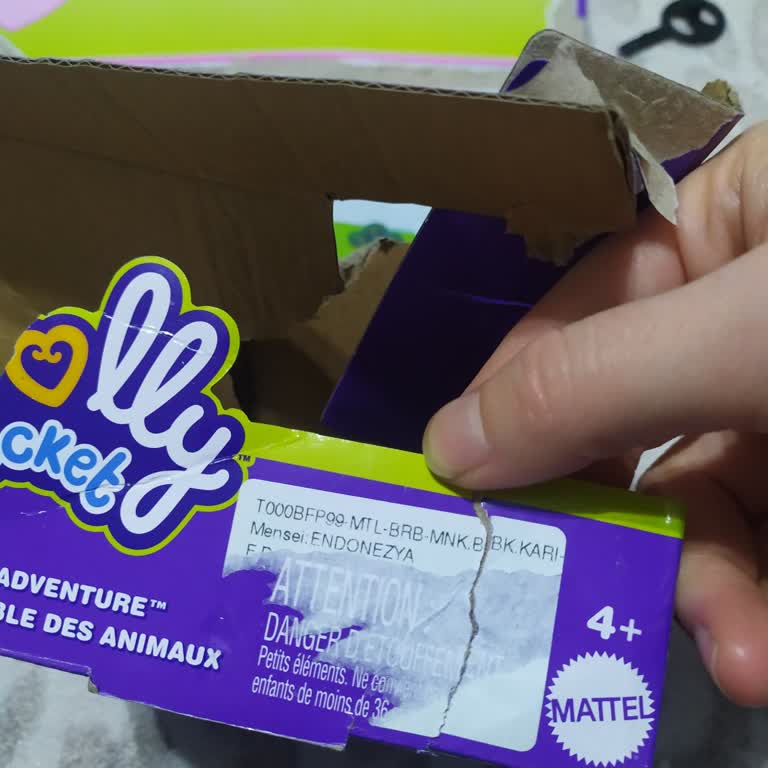 lly
cket
TM
ADVENTURE™
BLE DES ANIMAUX
T000BFP99-MTL-BRB-MNK.B BK.KARI-
Mensei:ENDONEZYA
ATTENTION
DANGER D'ETOUFFEMENT
Petits éléments. Ne
enfants de moins de 36
4+
MATTEL